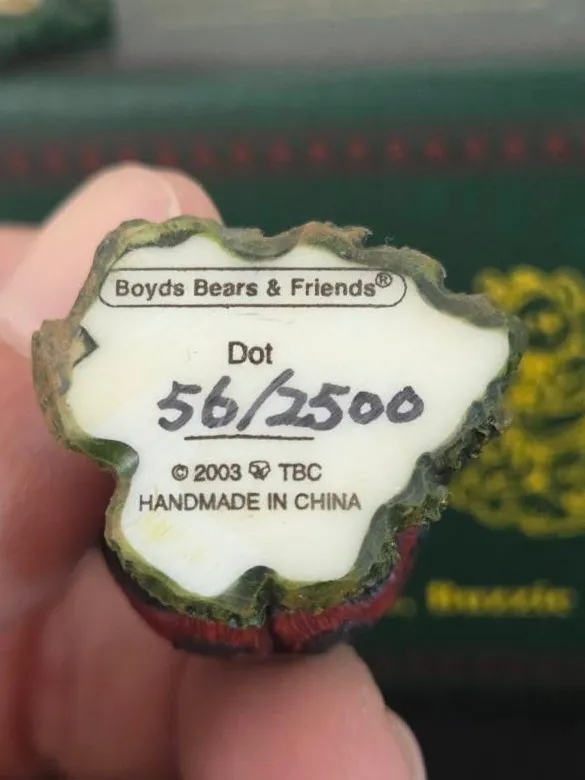 Boyds Bears & Friends®
Dot
56/2500
© 2003 TBC
HANDMADE IN CHINA